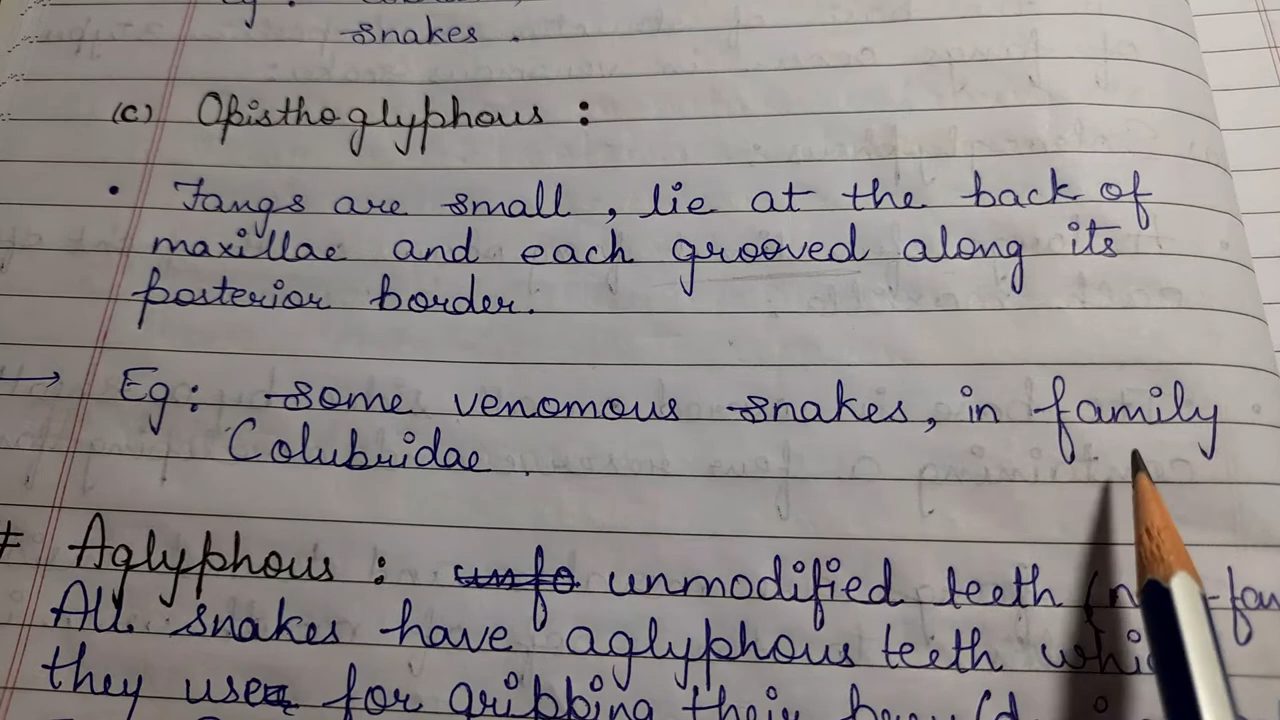 snakes.
(c) Opisthoglyphous :
• Fangs are small, lie at the back of
maxillae and each grooved along its
posterior border.
→ Eg: some venomous snakes, in family
Colubridae.
≠ Aglyphous : unmodified teeth
All snakes have aglyphous teeth
they use for gripping their